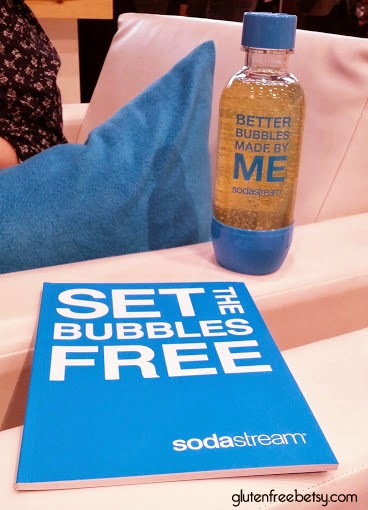 BETTER
BUBBLES
MADE BY
ME
sodastream
SET THE
BUBBLES
FREE
sodastream
glutenfreebetsy.com